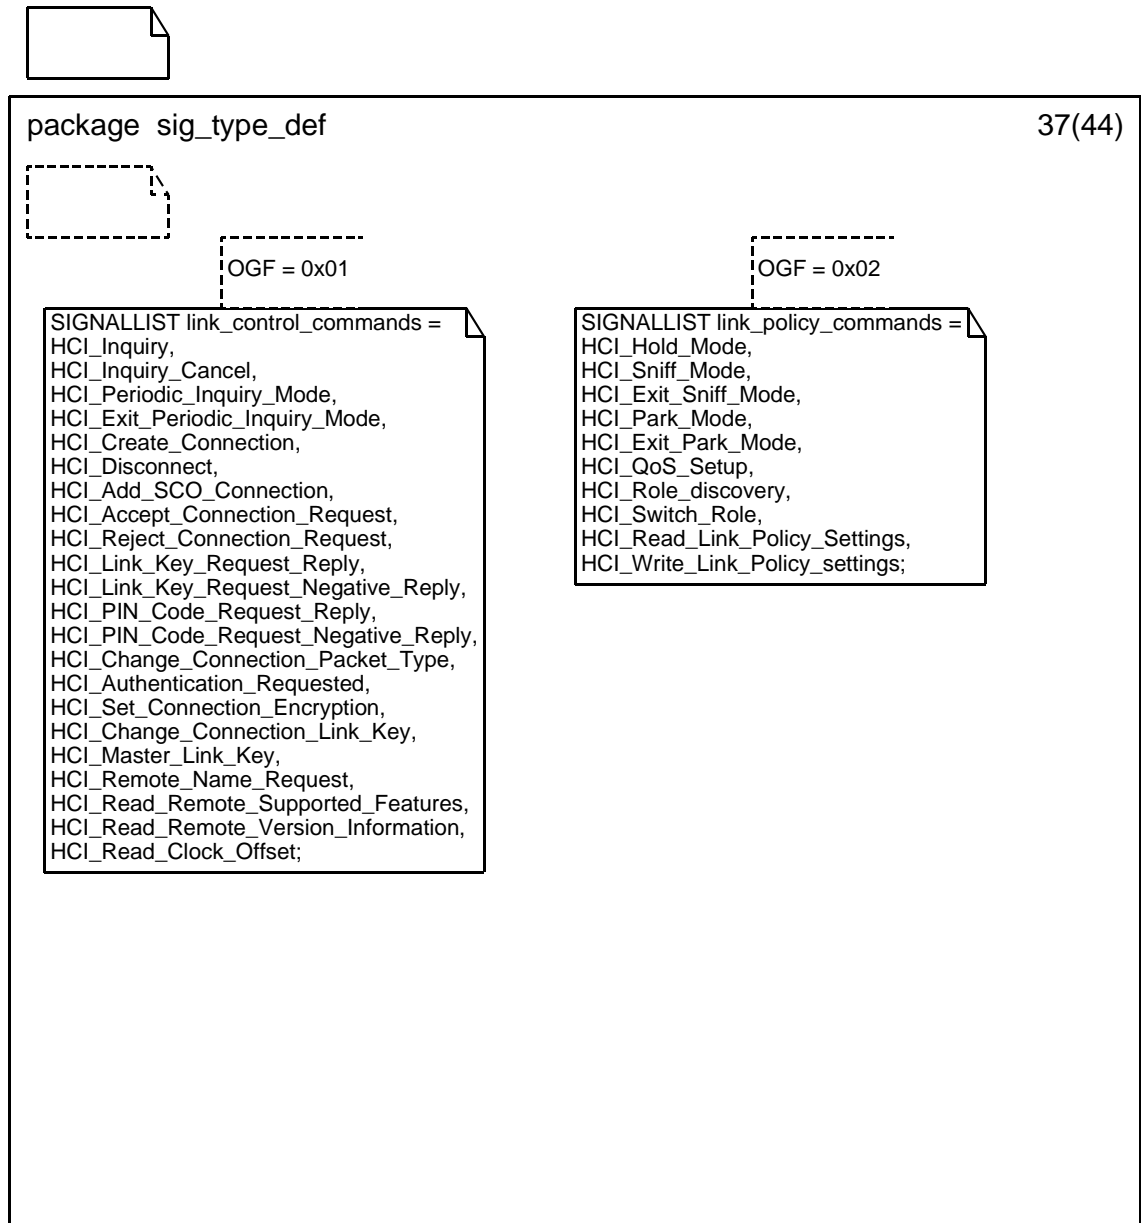 package sig_type_def
37(44)
OGF = 0x01
SIGNALLIST link_control_commands =
HCI_Inquiry,
HCI_Inquiry_Cancel,
HCI_Periodic_Inquiry_Mode,
HCI_Exit_Periodic_Inquiry_Mode,
HCI_Create_Connection,
HCI_Disconnect,
HCI_Add_SCO_Connection,
HCI_Accept_Connection_Request,
HCI_Reject_Connection_Request,
HCI_Link_Key_Request_Reply,
HCI_Link_Key_Request_Negative_Reply,
HCI_PIN_Code_Request_Reply,
HCI_PIN_Code_Request_Negative_Reply,
HCI_Change_Connection_Packet_Type,
HCI_Authentication_Requested,
HCI_Set_Connection_Encryption,
HCI_Change_Connection_Link_Key,
HCI_Master_Link_Key,
HCI_Remote_Name_Request,
HCI_Read_Remote_Supported_Features,
HCI_Read_Remote_Version_Information,
HCI_Read_Clock_Offset;
OGF = 0x02
SIGNALLIST link_policy_commands =
HCI_Hold_Mode,
HCI_Sniff_Mode,
HCI_Exit_Sniff_Mode,
HCI_Park_Mode,
HCI_Exit_Park_Mode,
HCI_QoS_Setup,
HCI_Role_discovery,
HCI_Switch_Role,
HCI_Read_Link_Policy_Settings,
HCI_Write_Link_Policy_settings;